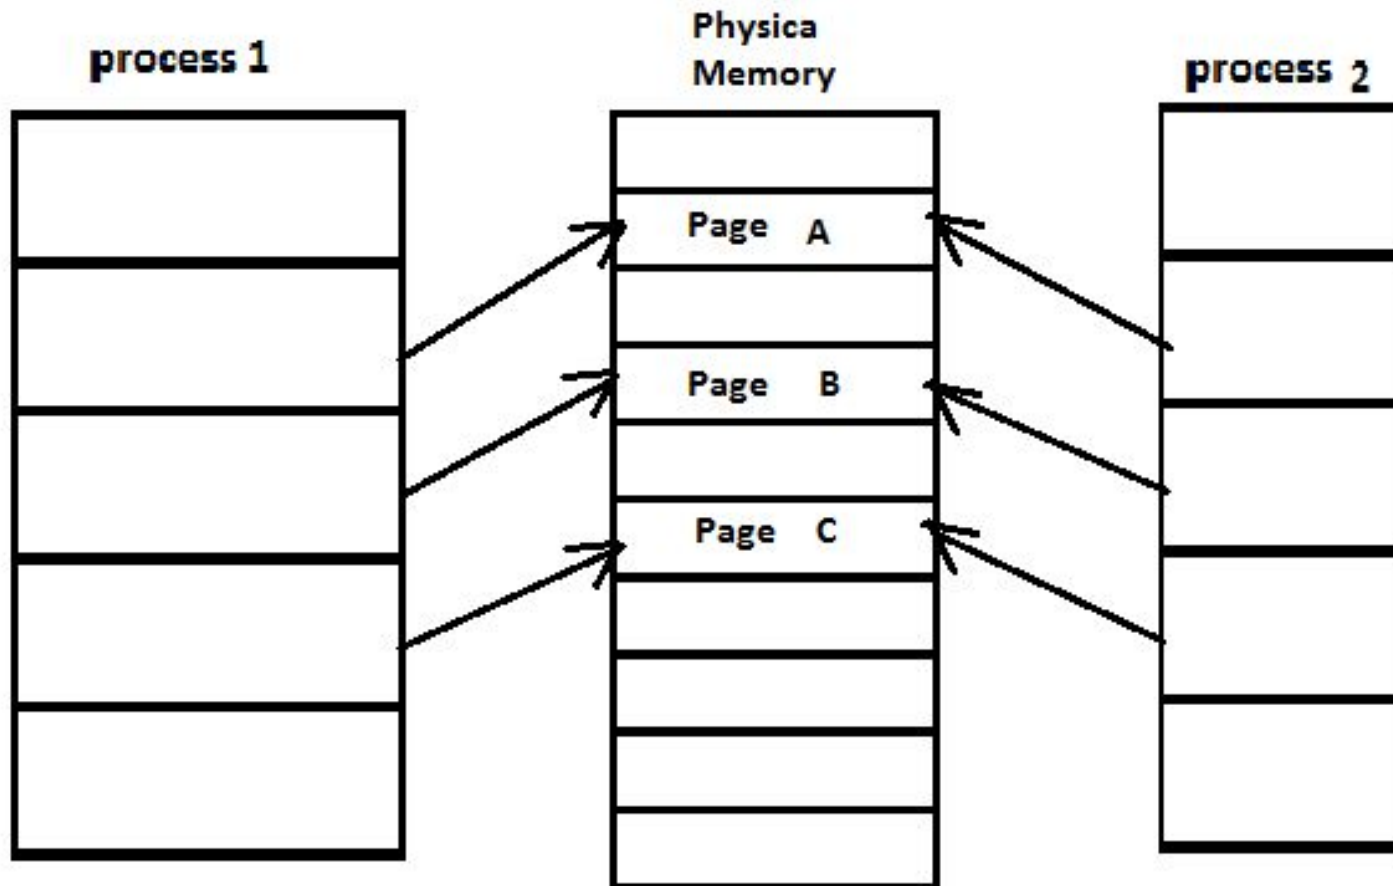 process 1
Physica
Memory
process 2
Page A
Page B
Page C